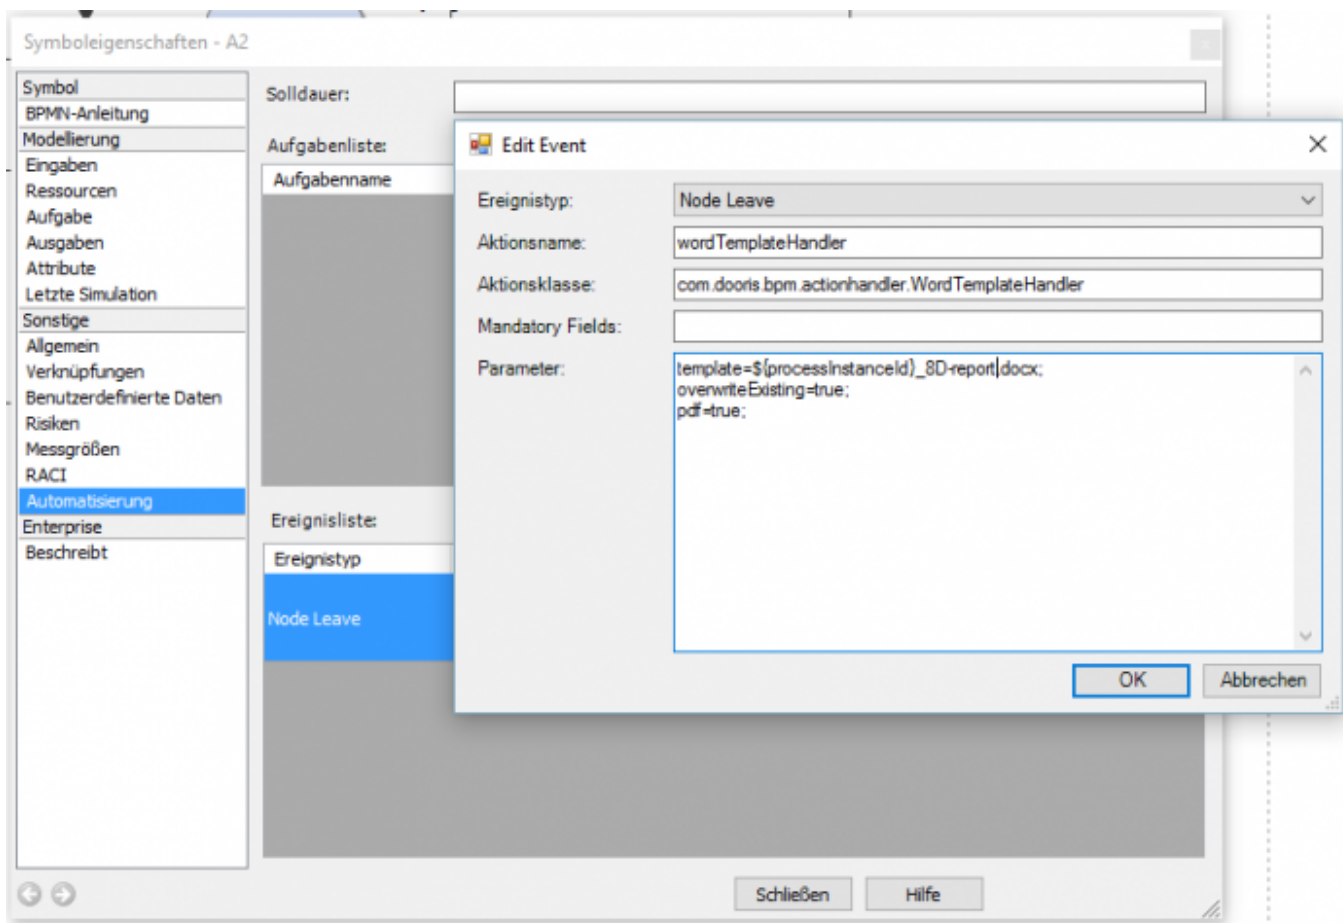 Symboleigenschaften - A2
Symbol
BPMN-Anleitung
Modellierung
Eingaben
Ressourcen
Aufgabe
Ausgaben
Attribute
Letzte Simulation
Sonstige
Allgemein
Verknüpfungen
Benutzerdefinierte Daten
Risiken
Messgrößen
RACI
Automatisierung
Enterprise
Beschreibt
Solldauer:
Aufgabenliste:
Aufgabenname
Ereignisliste:
Ereignistyp
Node Leave
Edit Event
Ereignistyp: Node Leave
Aktionsname: wordTemplateHandler
Aktionsklasse: com.dooris.bpm.actionhandler.WordTemplateHandler
Mandatory Fields:
Parameter: template=${processInstanceId}_8D-report.docx;
overwriteExisting=true;
pdf=true;
OK Abbrechen
Schließen Hilfe